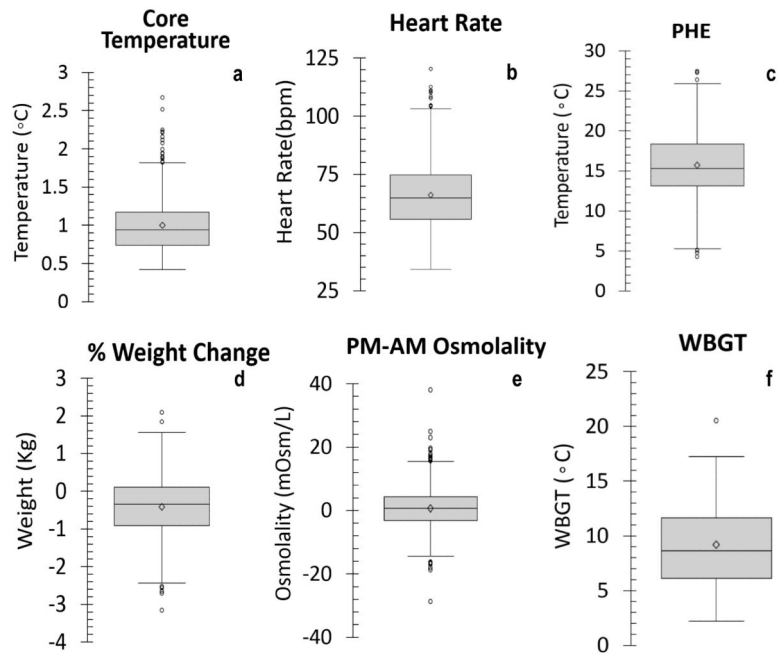 Core
Temperature
a
Temperature (○C)
3
2.5
2
1.5
1
0.5
0
Heart Rate
b
Heart Rate(bpm)
125
100
75
50
25
PHE
c
Temperature (∘C)
30
25
20
15
10
5
0
% Weight Change
d
Weight (Kg)
3
2
1
0
-1
-2
-3
-4
PM-AM Osmolality
e
Osmolality (mOsm/L)
40
20
0
-20
-40
WBGT
f
WBGT (∘C)
25
20
15
10
5
0